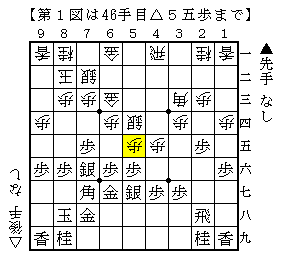 【第１図は46手目△５五歩まで】
９ ８ ７ ６ ５ ４ ３ ２ １
香 桂 金 飛 桂 香 一
玉 銀 二
歩 歩 金 角 歩 三
歩 歩 銀 歩 歩 四
歩 歩 歩 歩 五
歩 歩 銀 歩 歩 歩 六
角 金 銀 歩 歩 七
玉 金 飛 八
香 桂 桂 香 九
▲先手 なし
△後手 なし